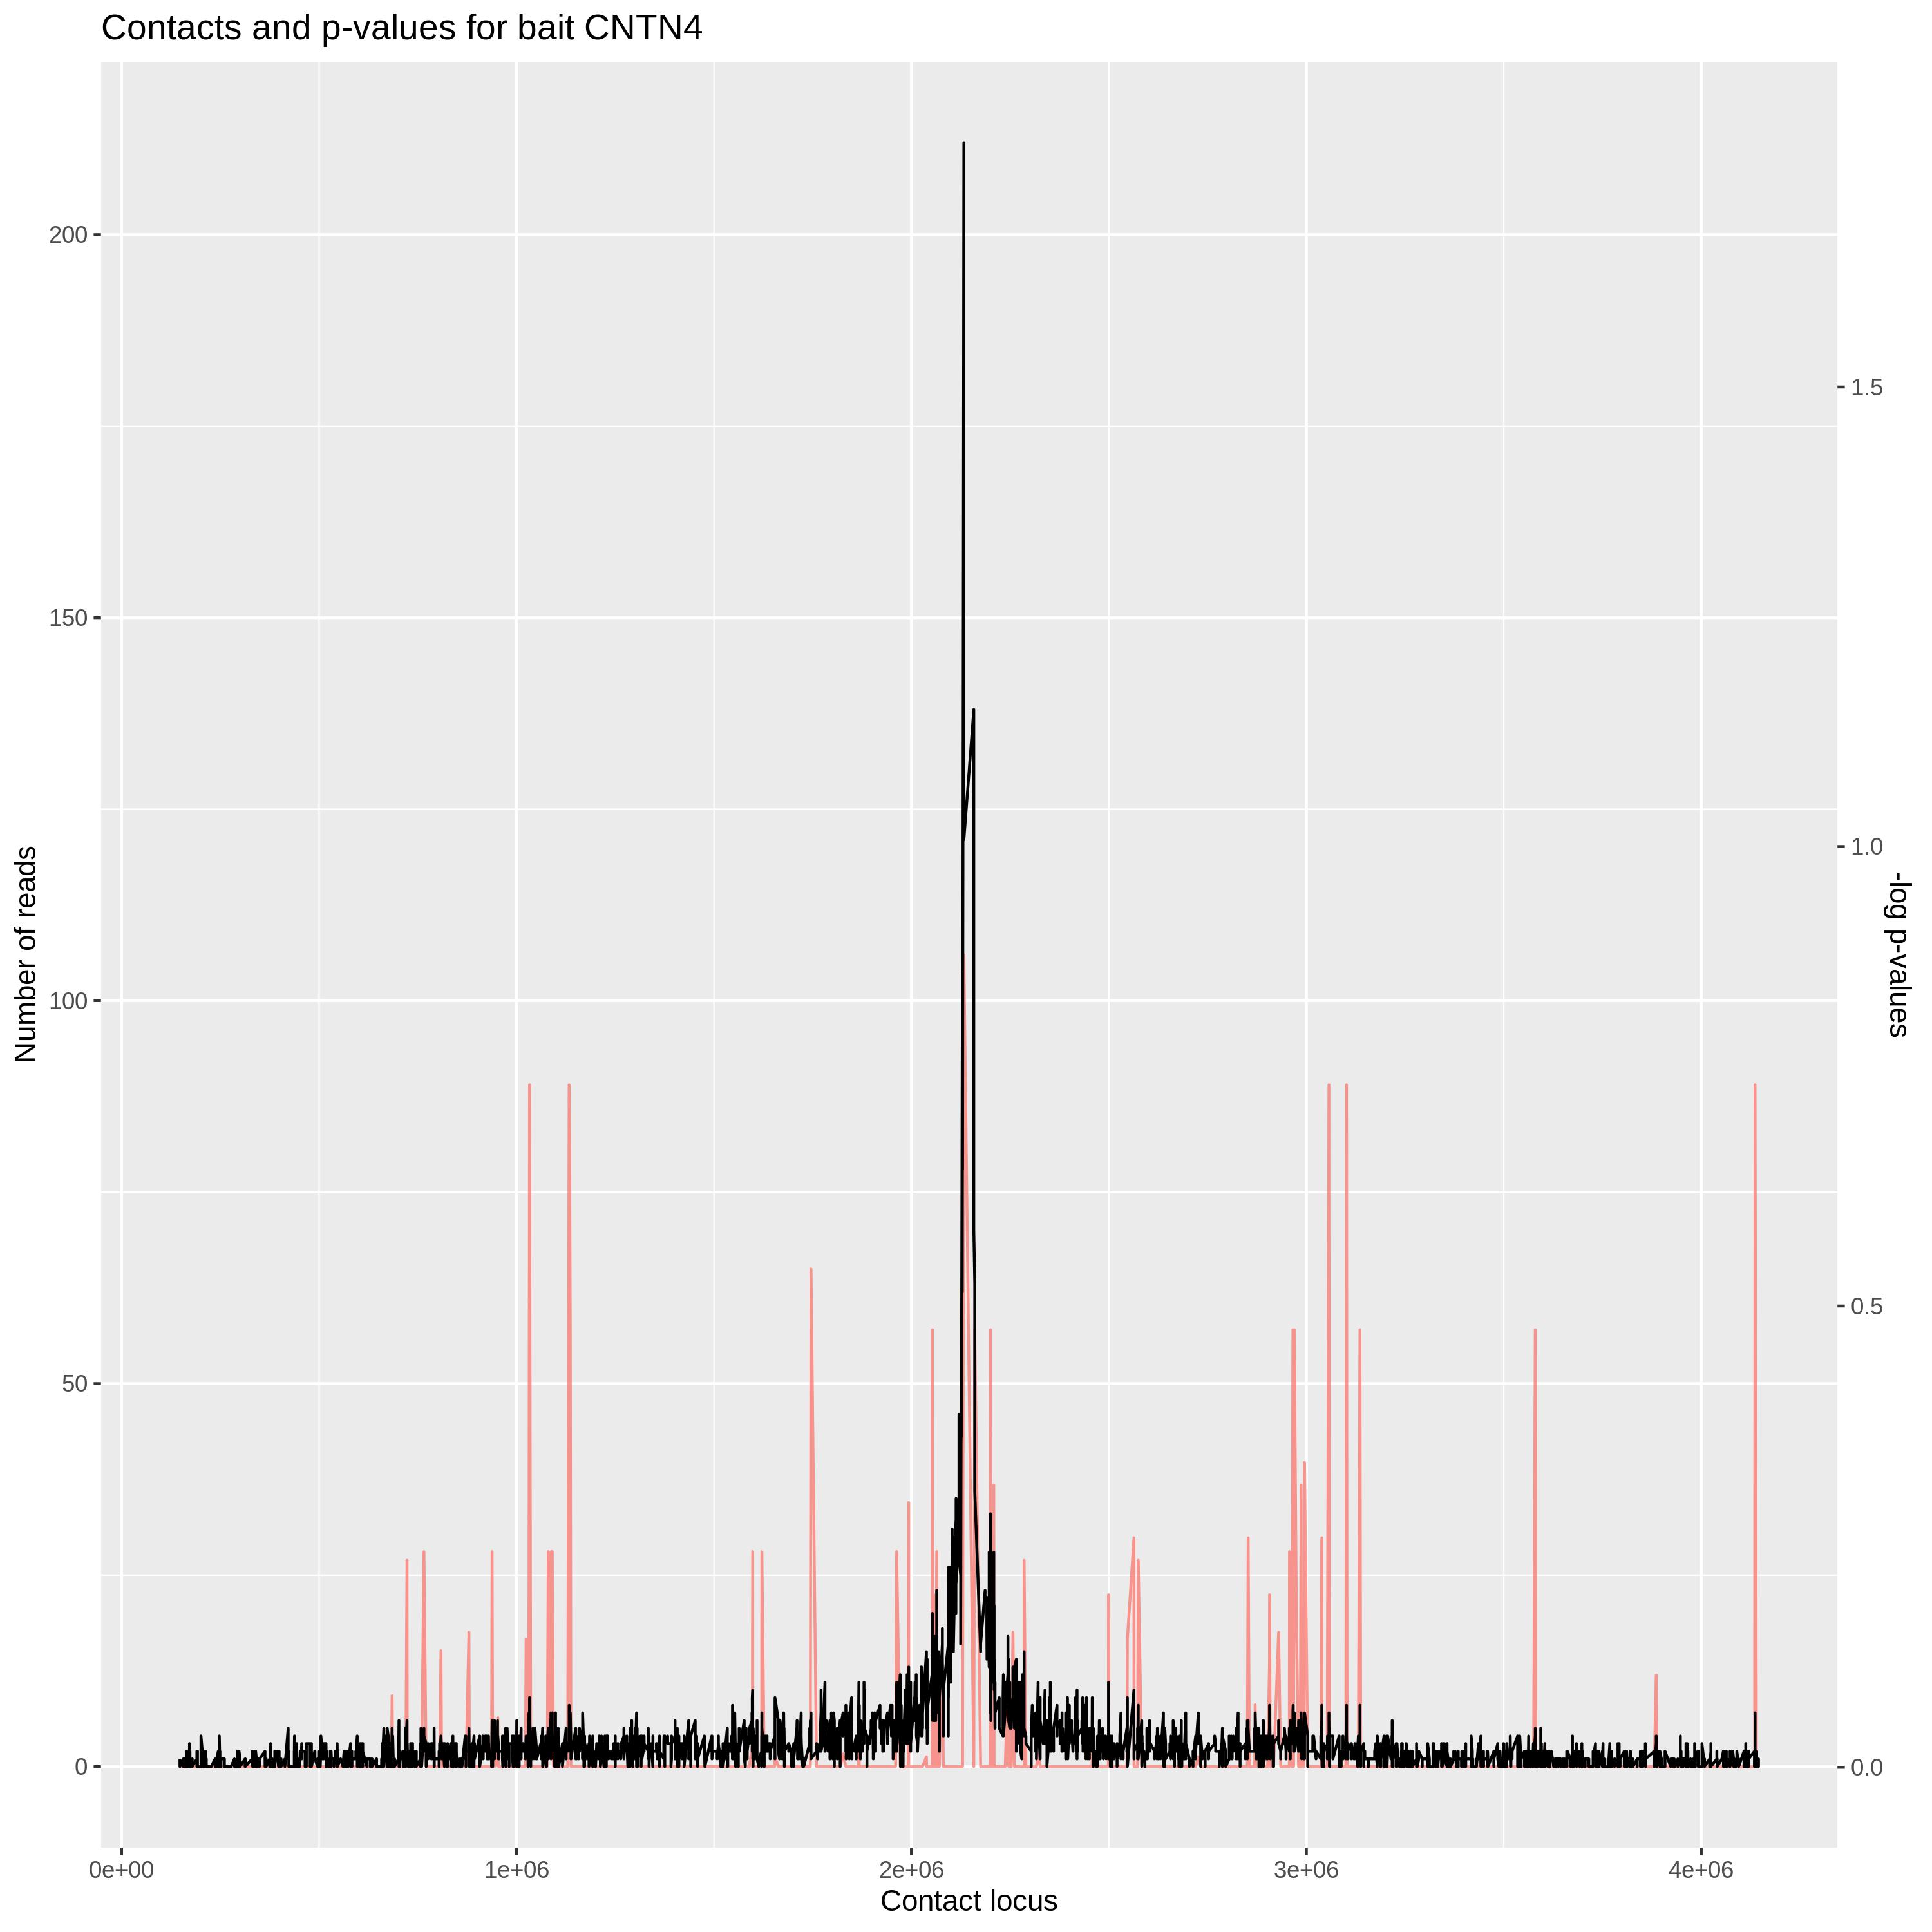 Contacts and p-values for bait CNTN4
Number of reads
200
150
100
50
0
1.5
1.0
0.5
0.0
-log p-values
0e+00 1e+06 2e+06 3e+06 4e+06
Contact locus